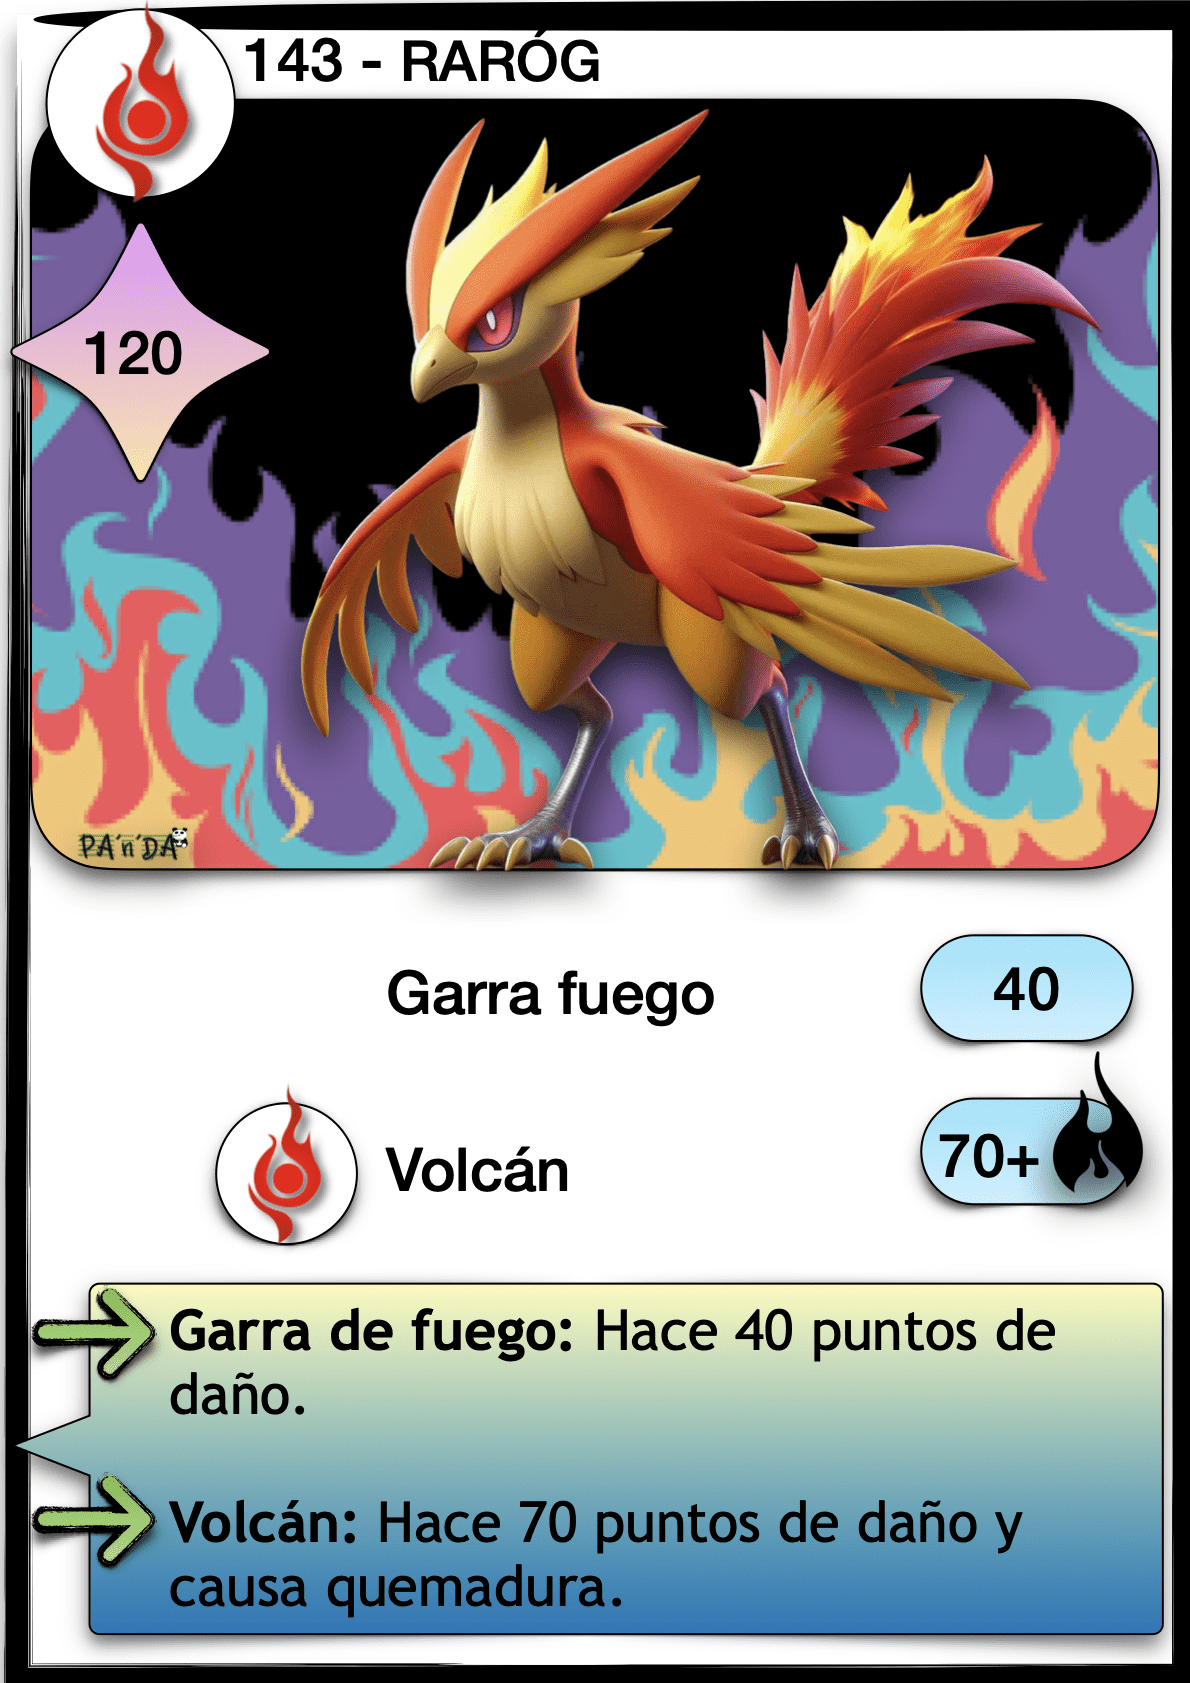 143 - RARÓG
120
PA'n'DA
Garra fuego
40
Volcán
70+
Garra de fuego: Hace 40 puntos de
daño.
Volcán: Hace 70 puntos de daño y
causa quemadura.